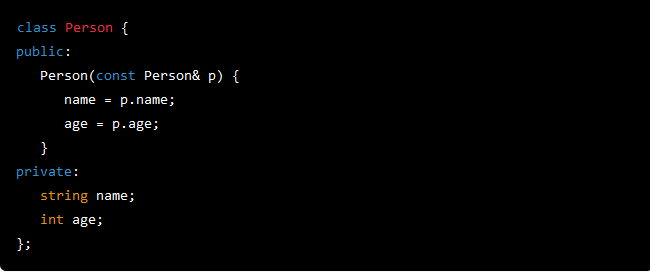 class Person {
public:
   Person(const Person& p) {
      name = p.name;
      age = p.age;
   }
private:
   string name;
   int age;
};